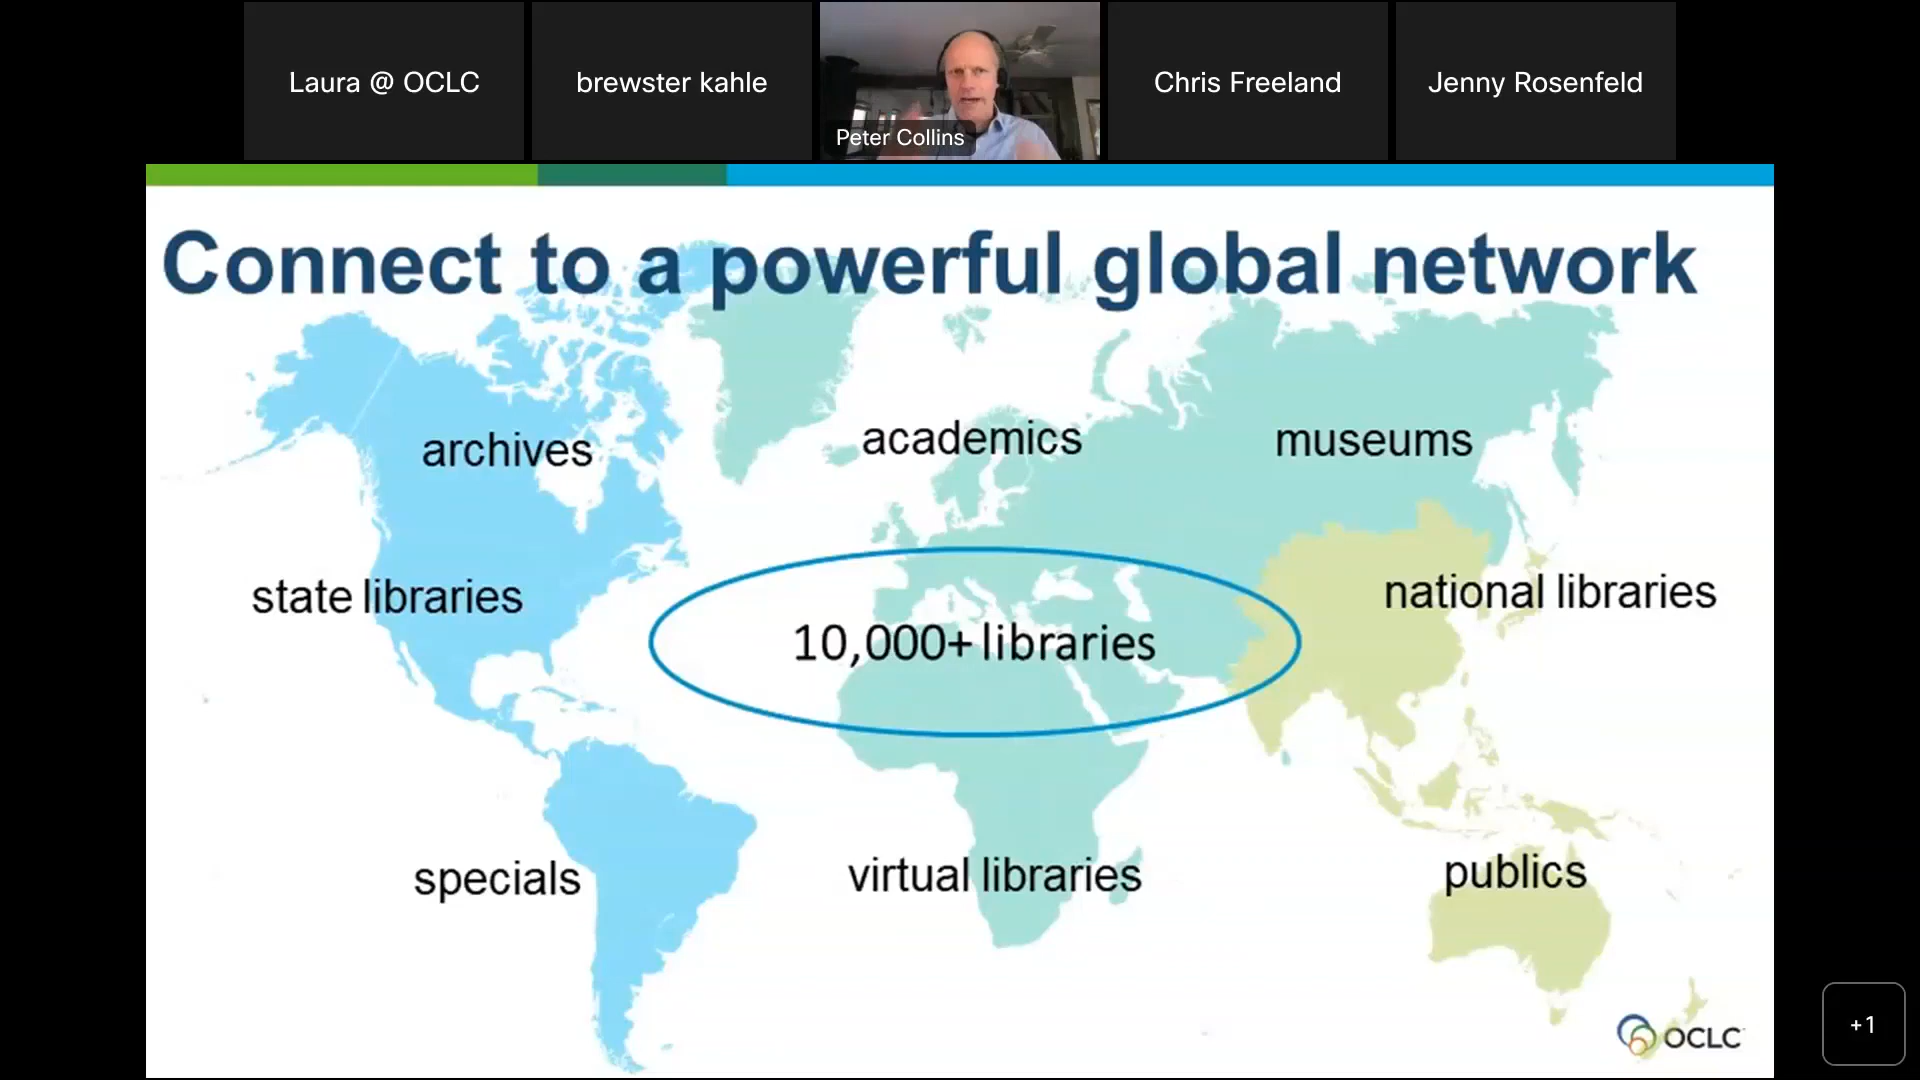 Laura @ OCLC
brewster kahle
Peter Collins
Chris Freeland
Jenny Rosenfeld
Connect to a powerful global network
archives
academics
museums
state libraries
10,000+ libraries
national libraries
specials
virtual libraries
publics
OCLC
+1